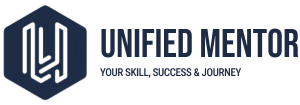 UNIFIED MENTOR
YOUR SKILL, SUCCESS & JOURNEY